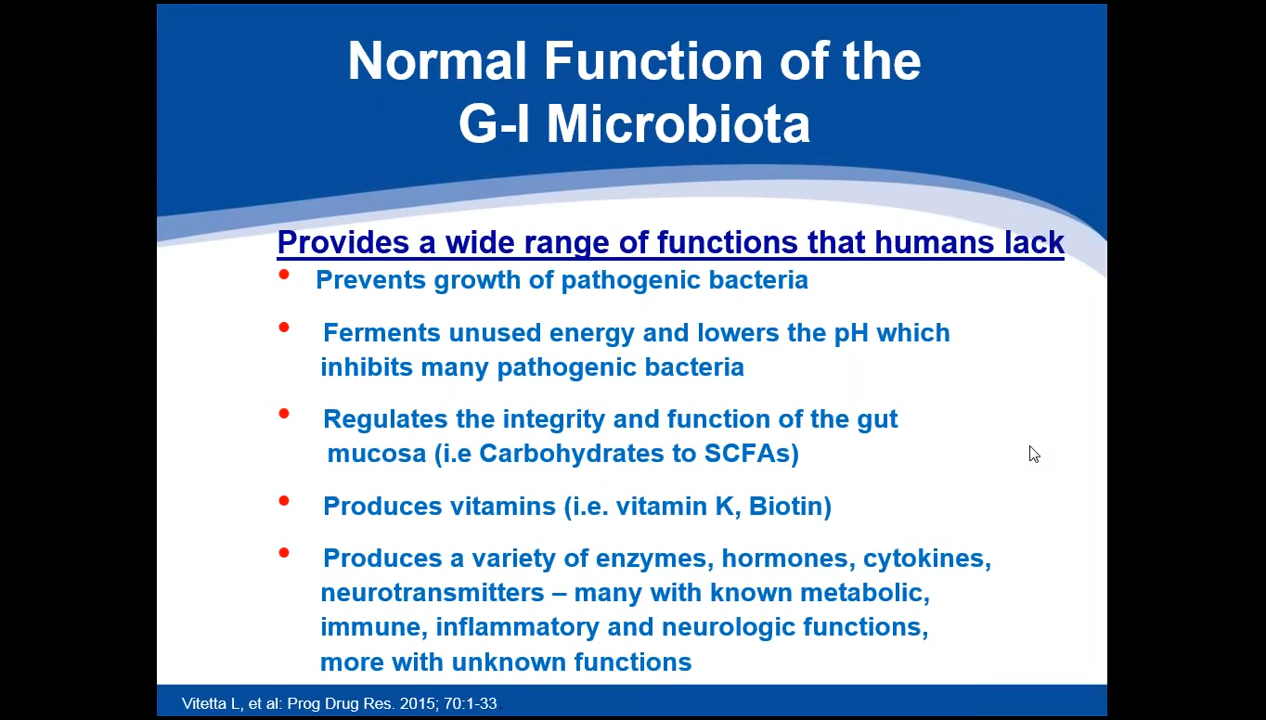 Normal Function of the
G-I Microbiota
Provides a wide range of functions that humans lack
• Prevents growth of pathogenic bacteria
• Ferments unused energy and lowers the pH which
inhibits many pathogenic bacteria
• Regulates the integrity and function of the gut
mucosa (i.e Carbohydrates to SCFAs)
• Produces vitamins (i.e. vitamin K, Biotin)
• Produces a variety of enzymes, hormones, cytokines,
neurotransmitters – many with known metabolic,
immune, inflammatory and neurologic functions,
more with unknown functions
Vitetta L, et al: Prog Drug Res. 2015; 70:1-33.